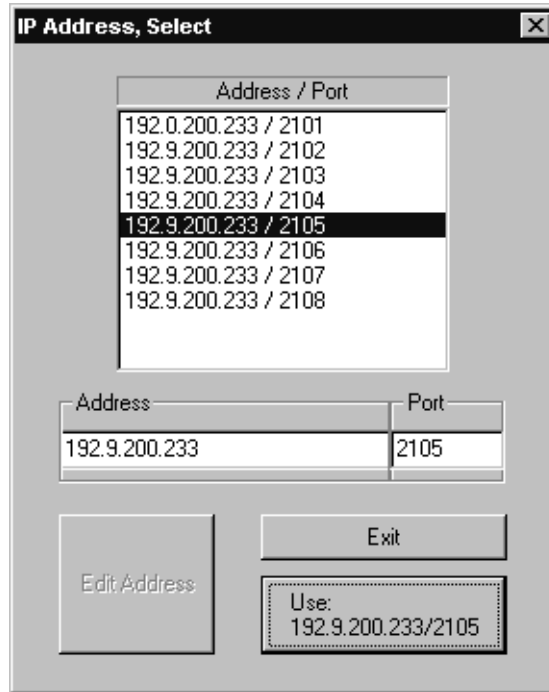 IP Address, Select
Address / Port
192.0.200.233 / 2101
192.9.200.233 / 2102
192.9.200.233 / 2103
192.9.200.233 / 2104
192.9.200.233 / 2105
192.9.200.233 / 2106
192.9.200.233 / 2107
192.9.200.233 / 2108
Address Port
192.9.200.233 2105
Exit
Edit Address
Use:
192.9.200.233/2105